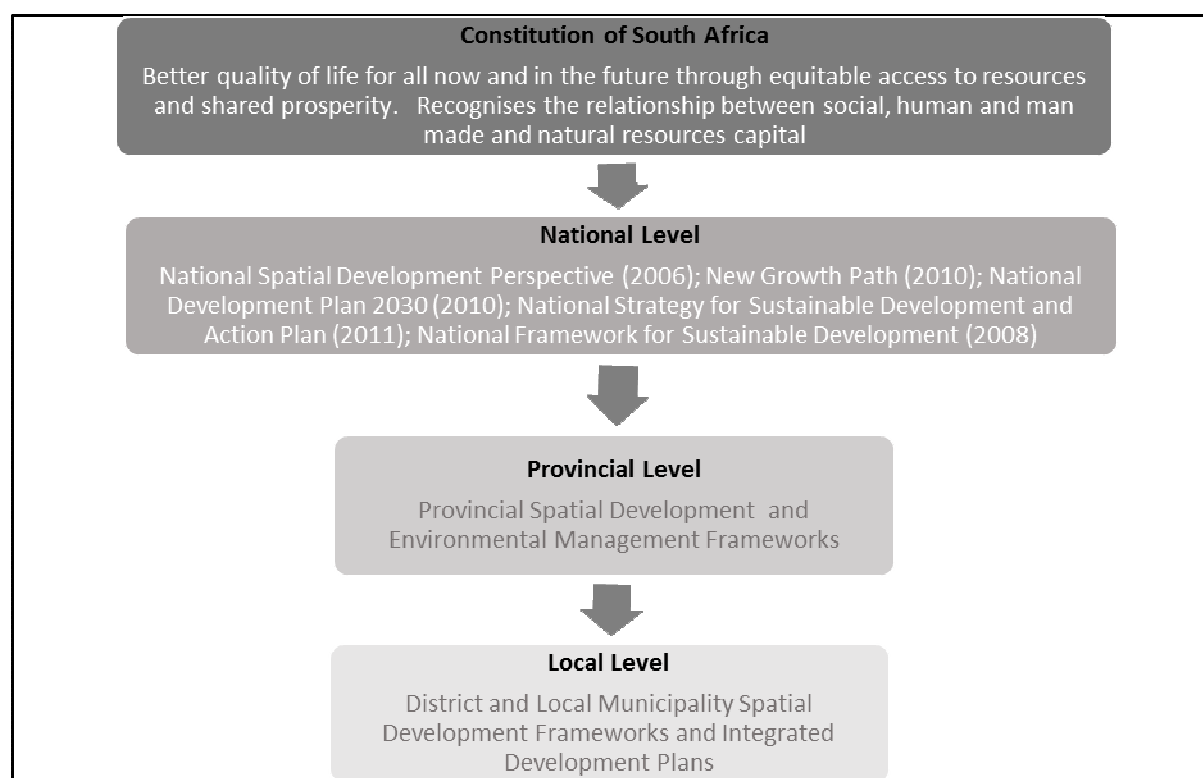 Constitution of South Africa
Better quality of life for all now and in the future through equitable access to resources
and shared prosperity.   Recognises the relationship between social, human and man
made and natural resources capital
National Level
National Spatial Development Perspective (2006); New Growth Path (2010); National
Development Plan 2030 (2010); National Strategy for Sustainable Development and
Action Plan (2011); National Framework for Sustainable Development (2008)
Provincial Level
Provincial Spatial Development  and
Environmental Management Frameworks
Local Level
District and Local Municipality Spatial
Development Frameworks and Integrated
Development Plans